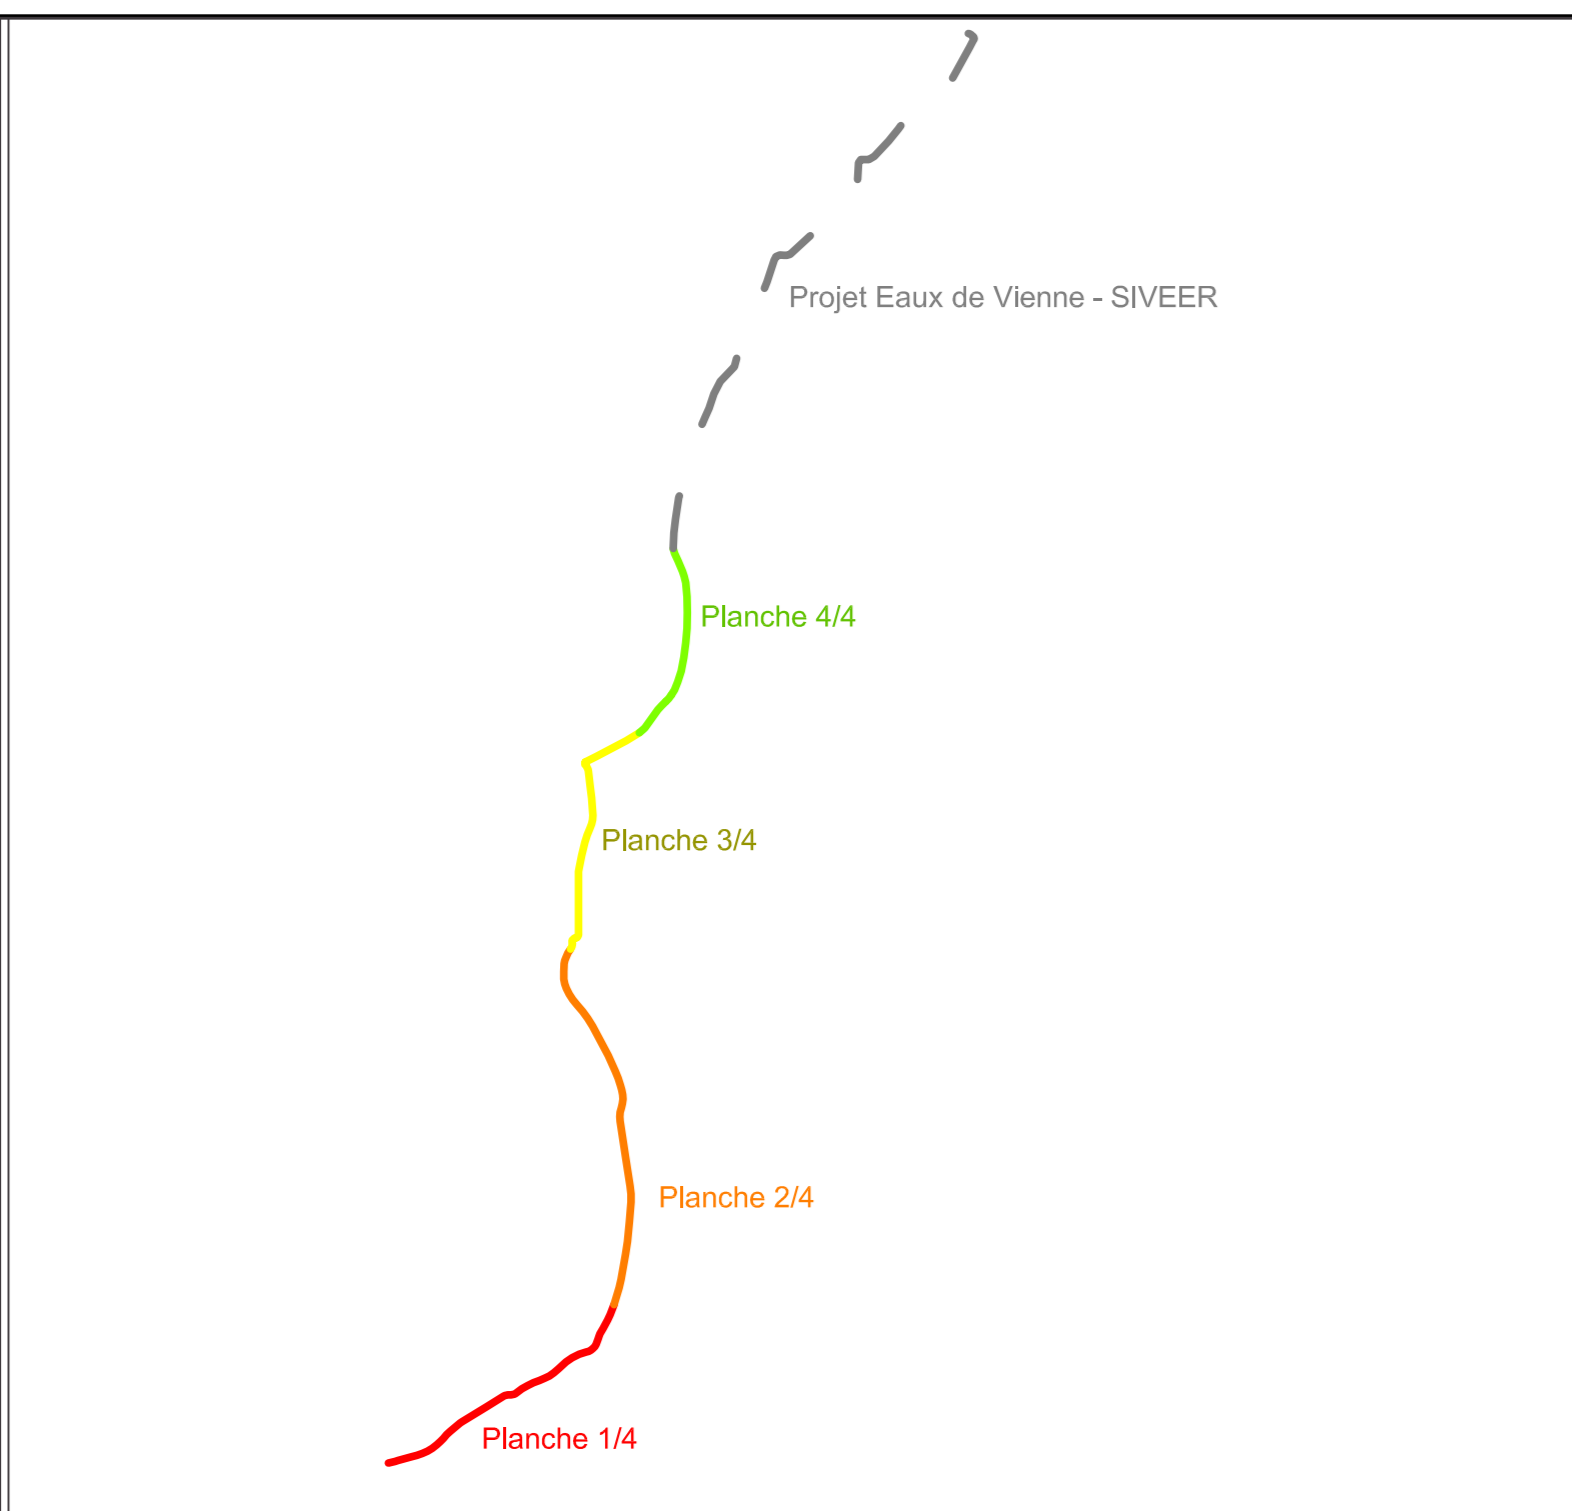 Projet Eaux de Vienne - SIVEER
Planche 4/4
Planche 3/4
Planche 2/4
Planche 1/4